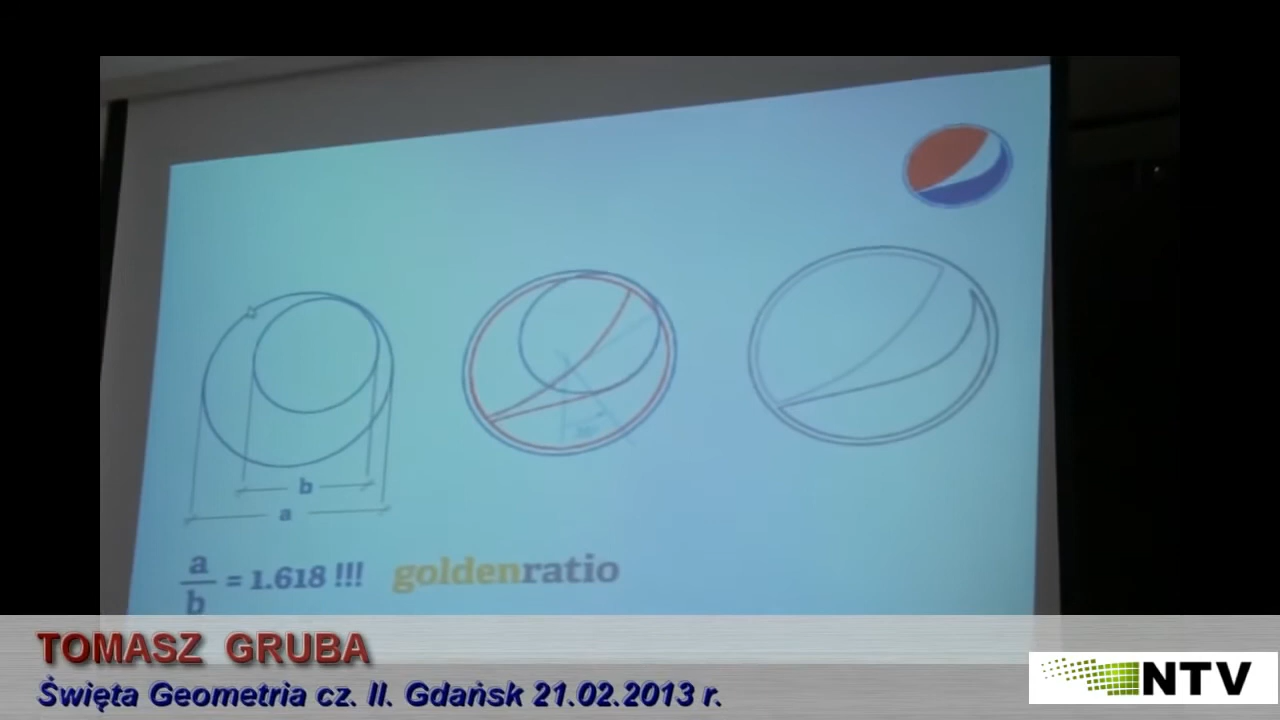 b
a
a
b
= 1.618 !!!
goldenratio
TOMASZ GRUBA
Święta Geometria cz. II. Gdańsk 21.02.2013 r.
NTV